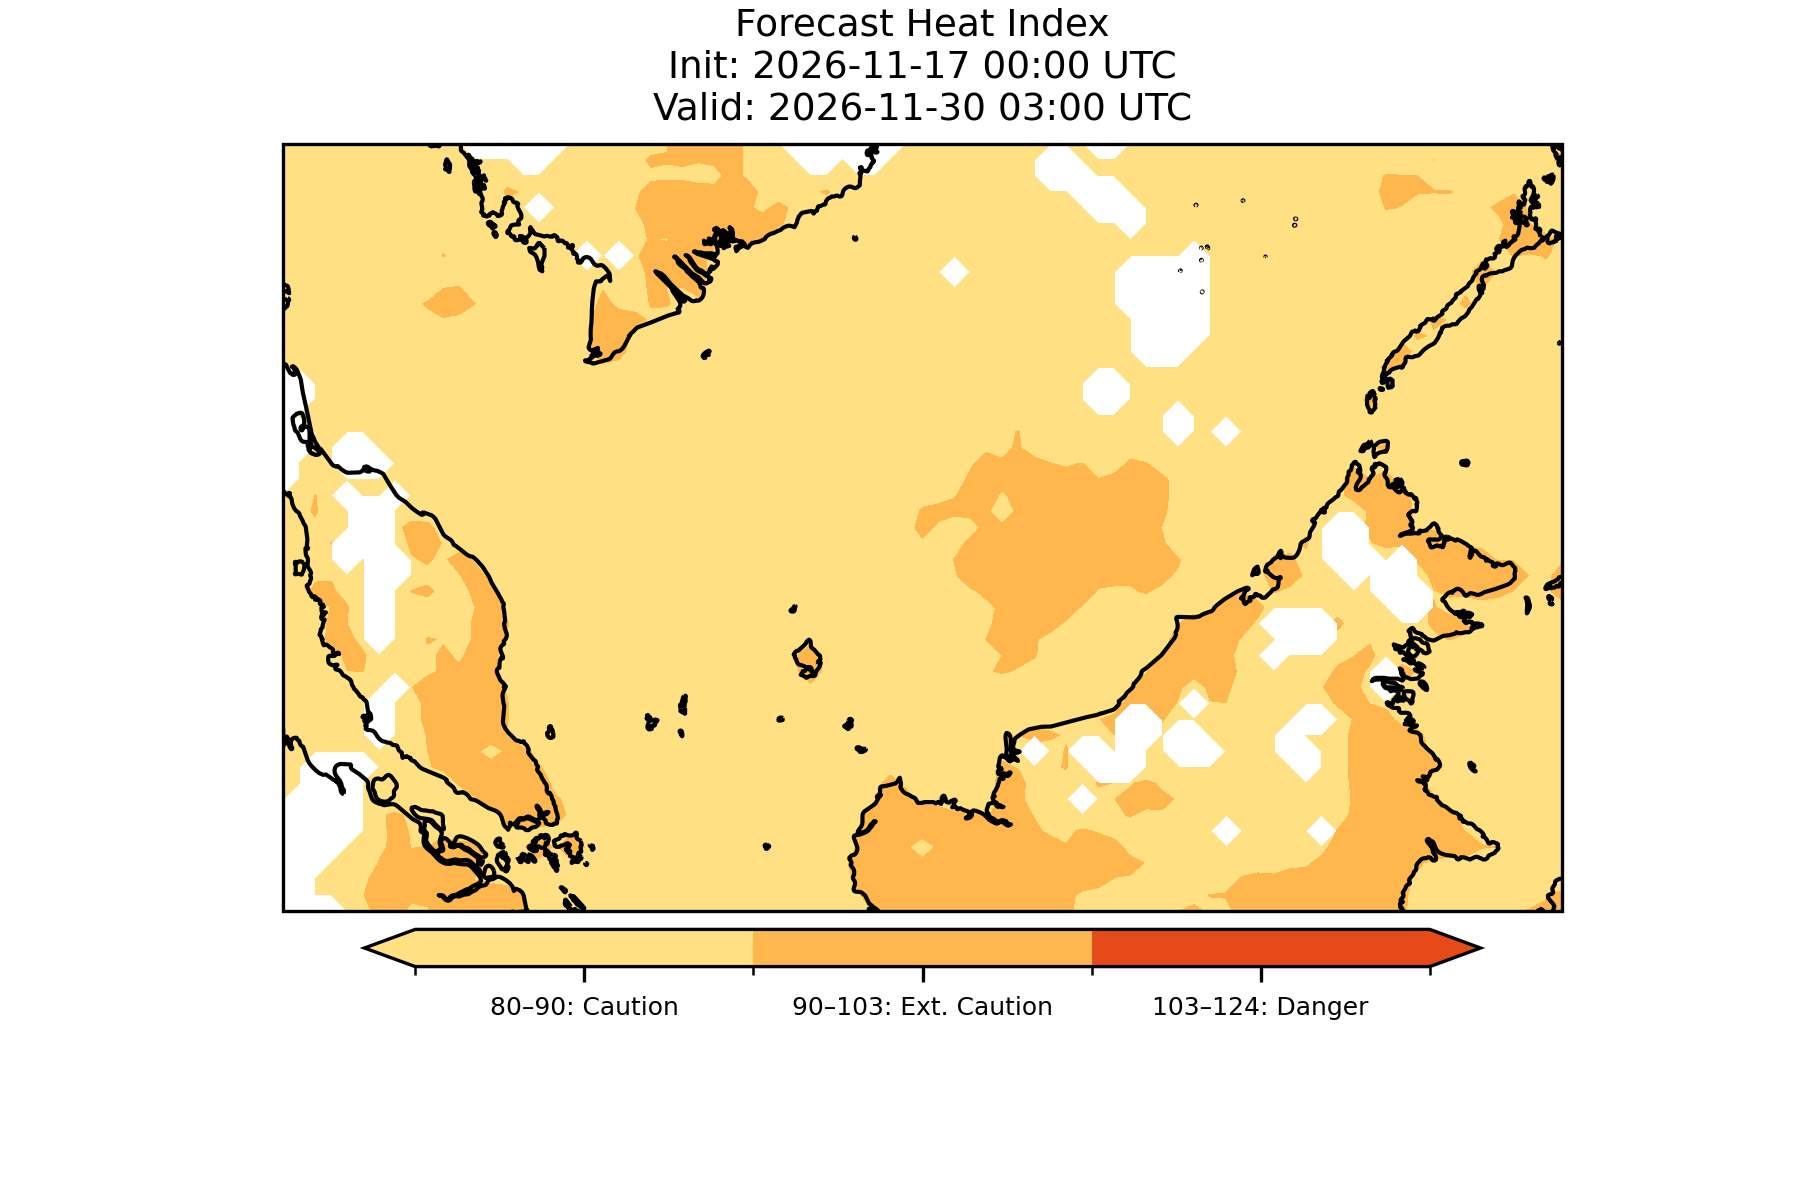 Forecast Heat Index
Init: 2026-11-17 00:00 UTC
Valid: 2026-11-30 03:00 UTC
80–90: Caution
90–103: Ext. Caution
103–124: Danger